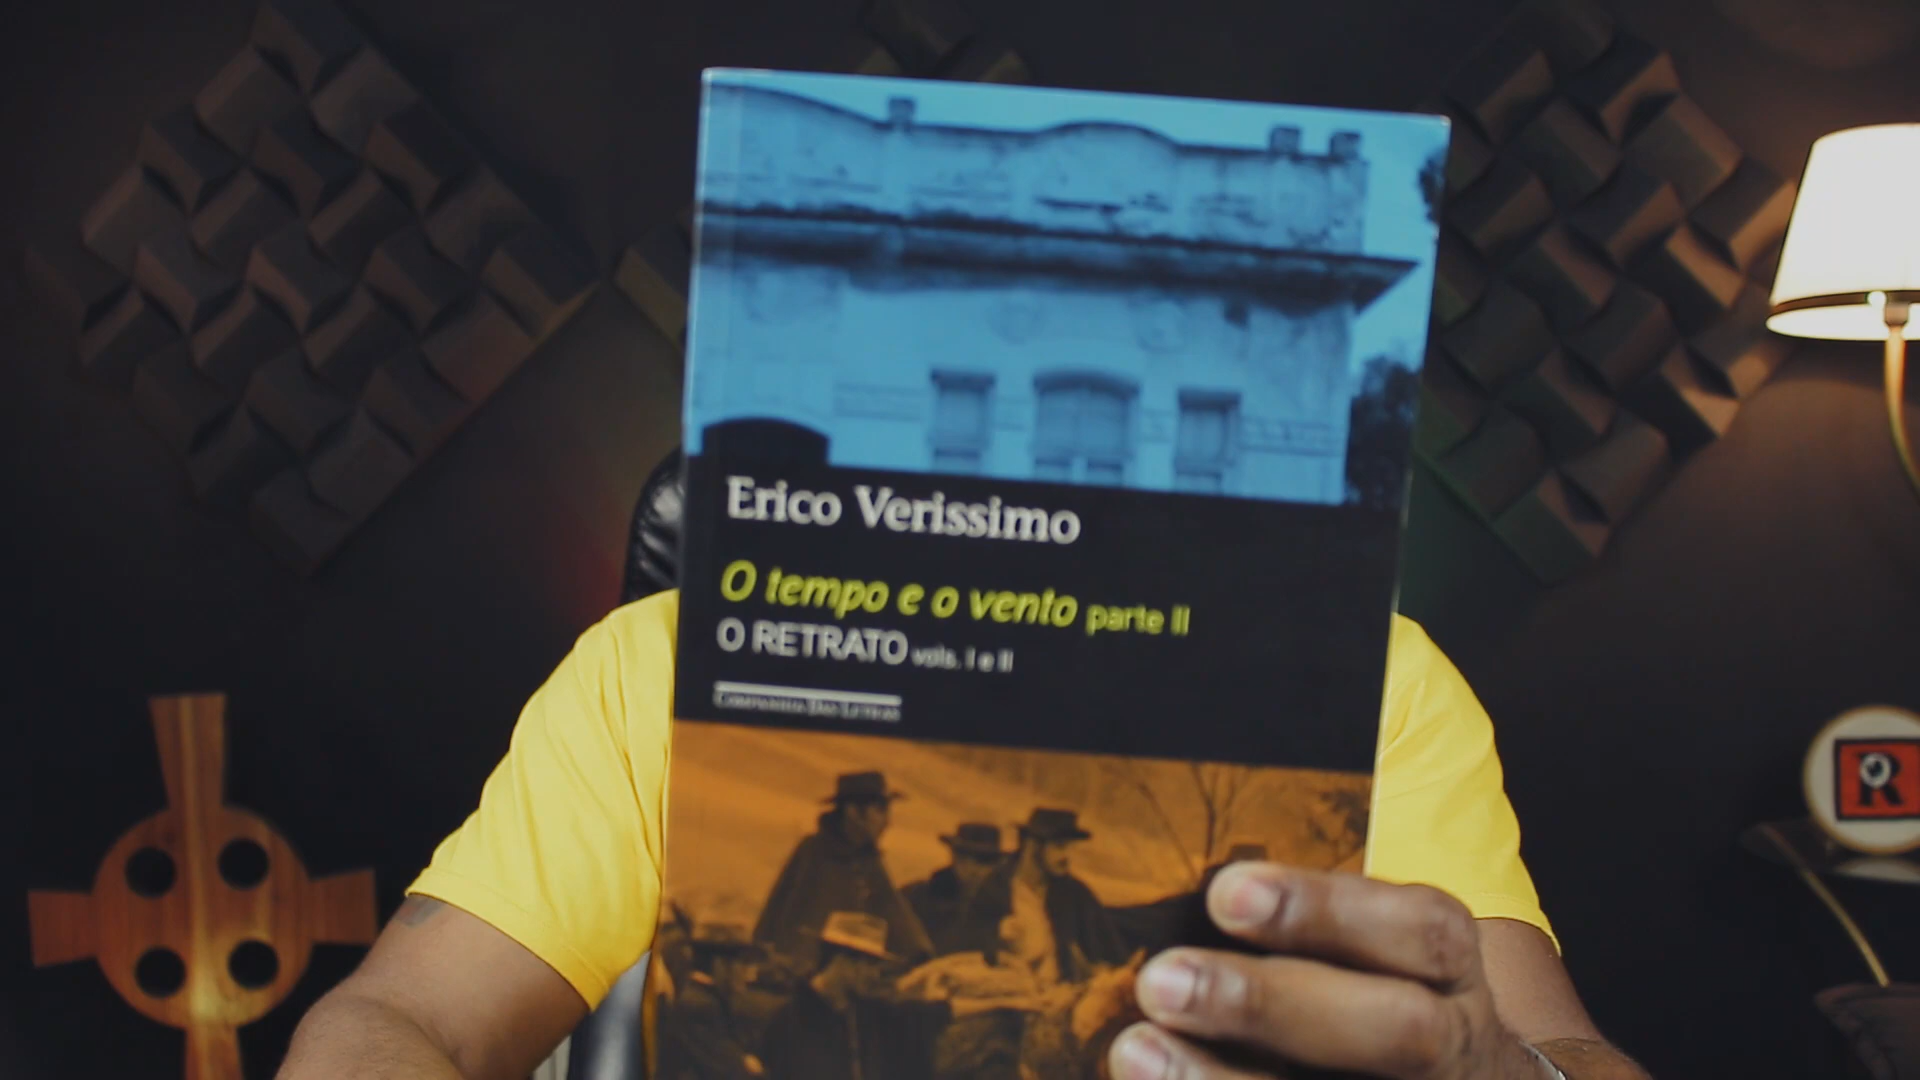 Erico Verissimo
O tempo e o vento parte II
O RETRATO vols. I e II
COMPANHIA DAS LETRAS
R